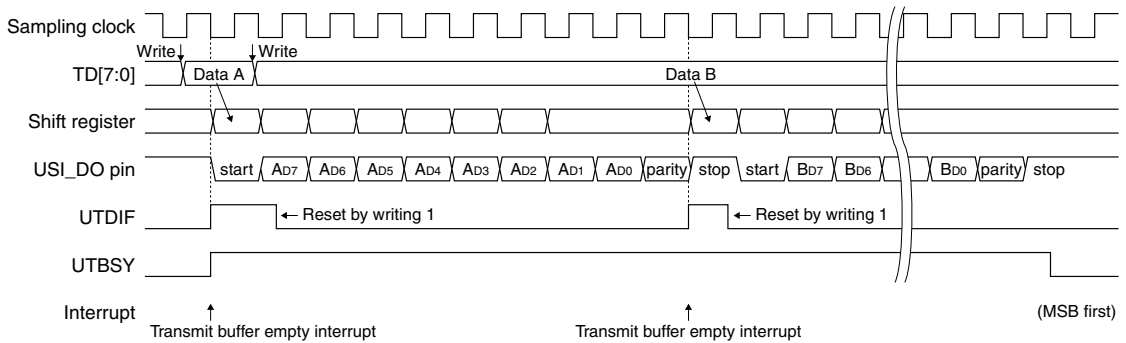 Sampling clock
Write Write
TD[7:0] Data A Data B
Shift register
USI_DO pin start AD7 AD6 AD5 AD4 AD3 AD2 AD1 AD0 parity stop start BD7 BD6 BD0 parity stop
UTDIF ← Reset by writing 1 ← Reset by writing 1
UTBSY
Interrupt (MSB first)
Transmit buffer empty interrupt Transmit buffer empty interrupt